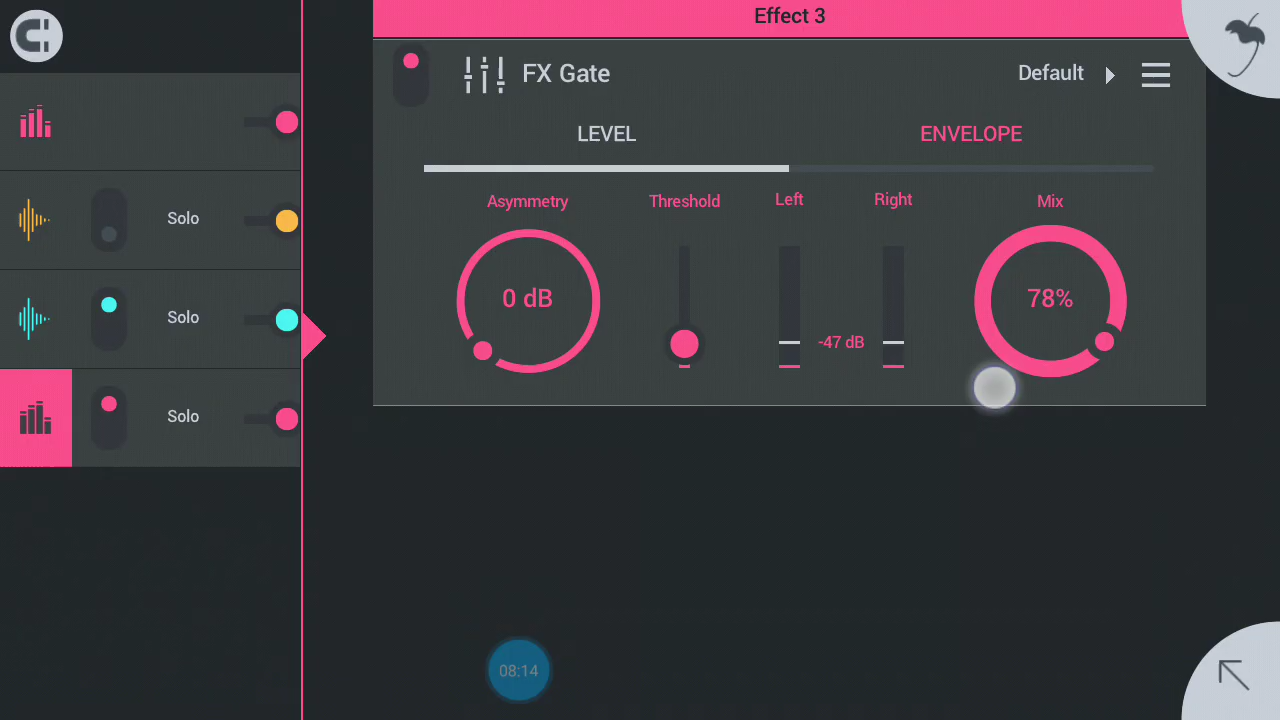 Effect 3
FX Gate
Default
LEVEL
ENVELOPE
Asymmetry
Threshold
Left
Right
Mix
0 dB
78%
-47 dB
Solo
Solo
Solo
08:14